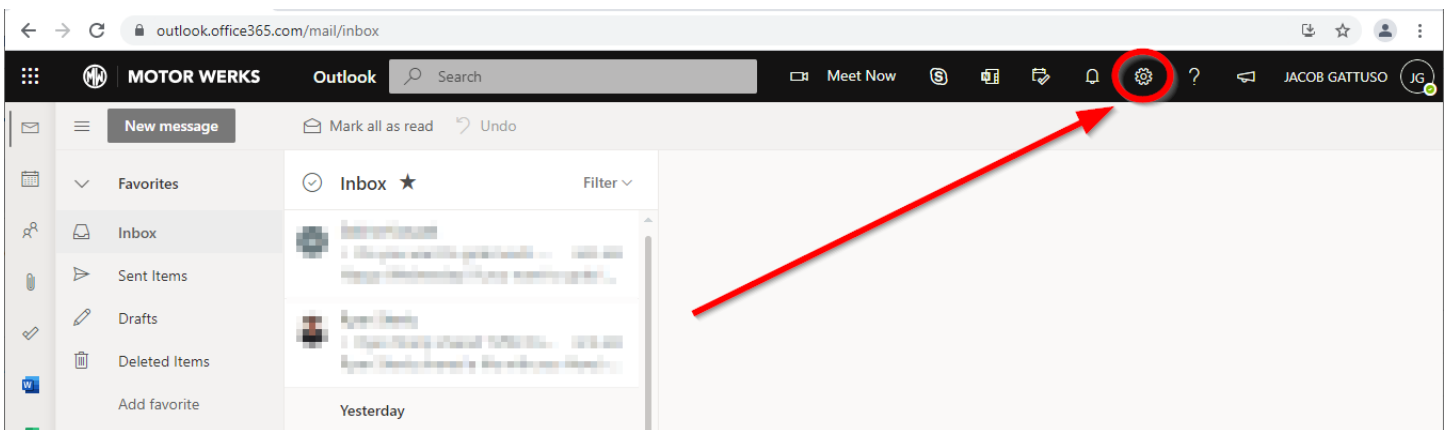 outlook.office365.com/mail/inbox
MW MOTOR WERKS Outlook Search Meet Now S ? JACOB GATTUSO JG
New message Mark all as read Undo
Favorites
Inbox
Sent Items
Drafts
Deleted Items
Add favorite
Inbox ★ Filter
Yesterday
W